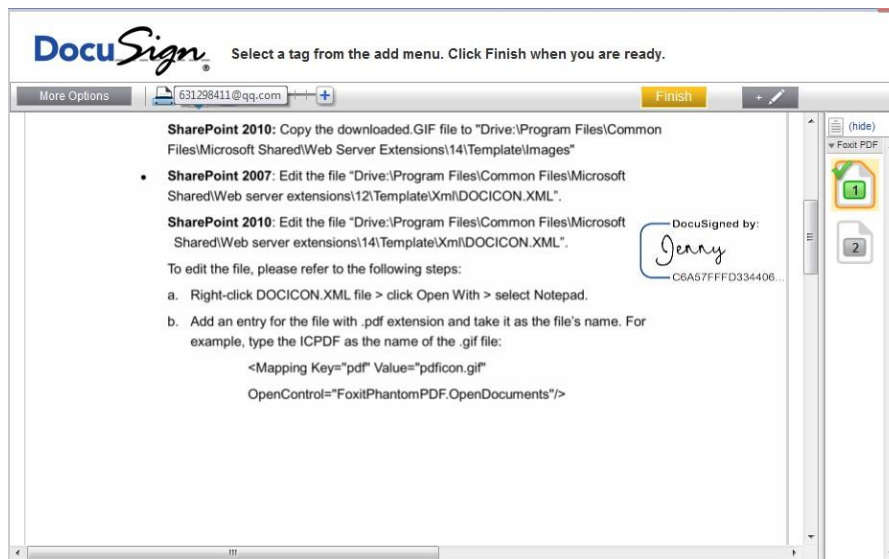 DocuSign® Select a tag from the add menu. Click Finish when you are ready.
More Options 631298411@qq.com Finish +
SharePoint 2010: Copy the downloaded.GIF file to "Drive:\Program Files\Common
Files\Microsoft Shared\Web Server Extensions\14\Template\Images"
• SharePoint 2007: Edit the file “Drive:\Program Files\Common Files\Microsoft
Shared\Web server extensions\12\Template\Xml\DOCICON.XML”.
SharePoint 2010: Edit the file “Drive:\Program Files\Common Files\Microsoft
Shared\Web server extensions\14\Template\Xml\DOCICON.XML”.
DocuSigned by:
Jenny
C6A57FFFD334406...
To edit the file, please refer to the following steps:
a. Right-click DOCICON.XML file > click Open With > select Notepad.
b. Add an entry for the file with .pdf extension and take it as the file’s name. For
example, type the ICPDF as the name of the .gif file:
<Mapping Key="pdf" Value="pdficon.gif"
OpenControl="FoxitPhantomPDF.OpenDocuments"/>
(hide)
Foxit PDF
1
2